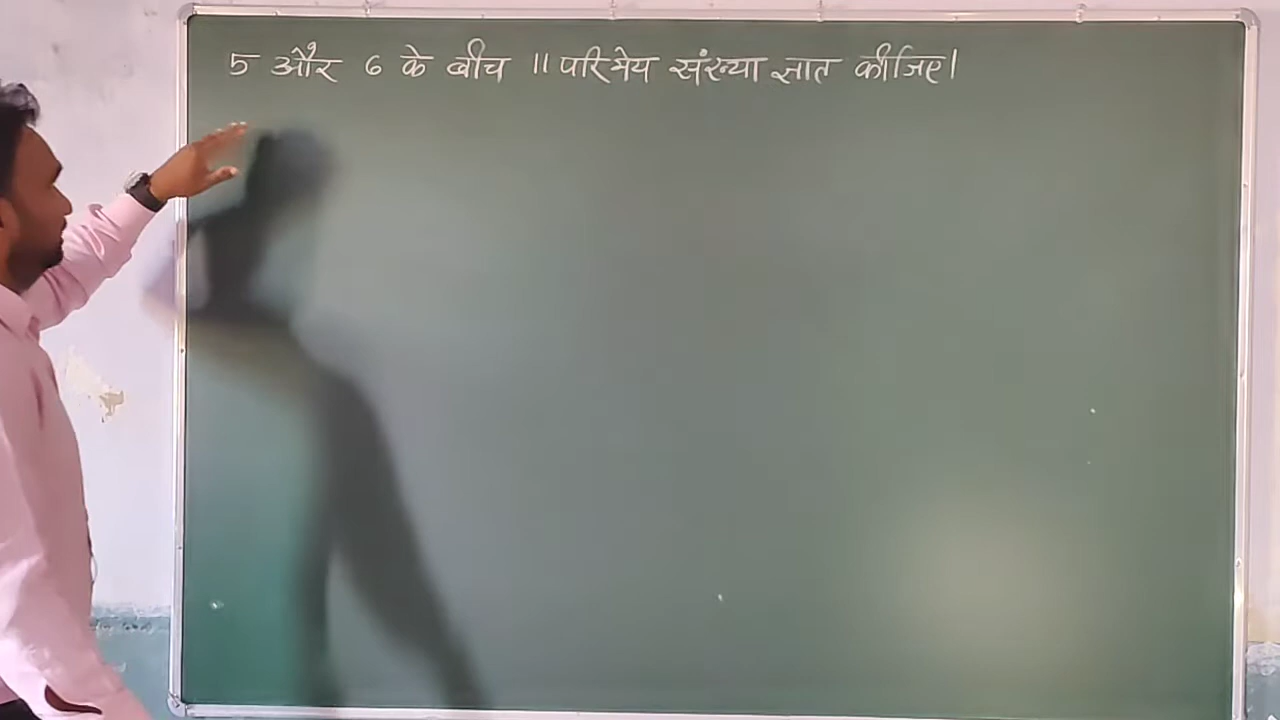 5 और 6 के बीच 11 परिमेय संख्या ज्ञात कीजिए।